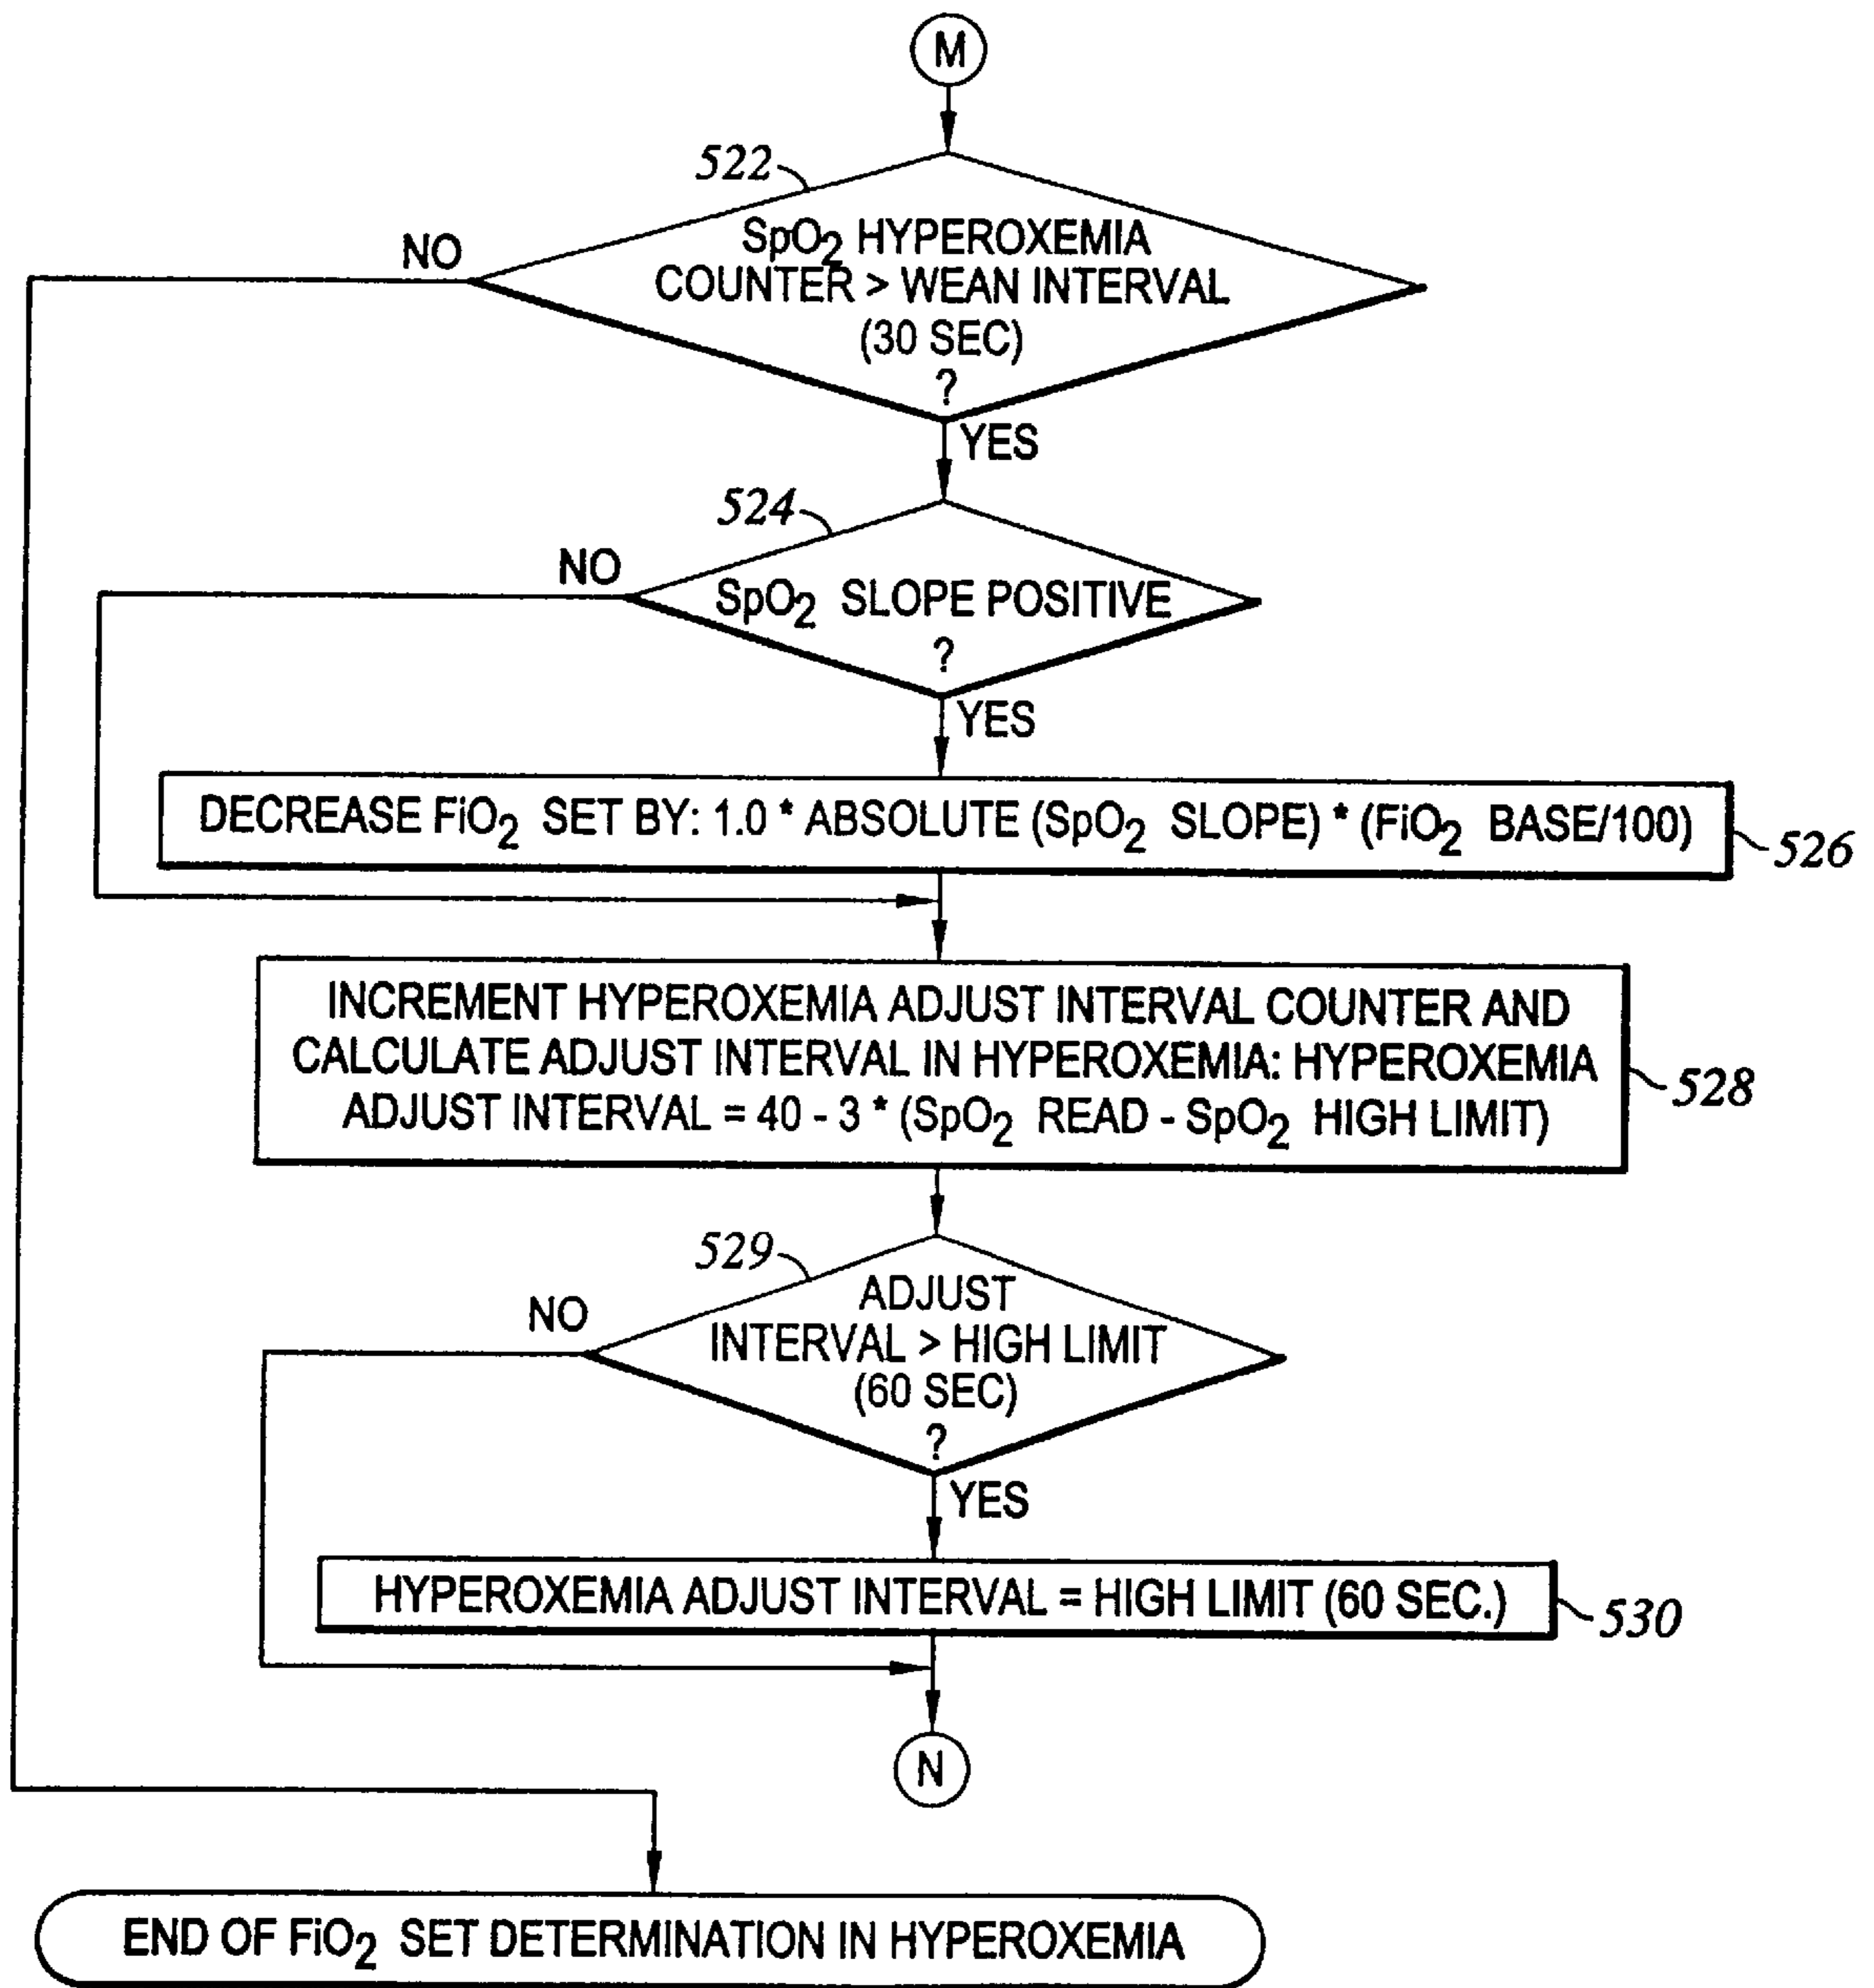 M
522
SpO₂ HYPEROXEMIA
COUNTER > WEAN INTERVAL
(30 SEC)
?
NO
YES
524
SpO₂ SLOPE POSITIVE
?
NO
YES
DECREASE FiO₂ SET BY: 1.0 * ABSOLUTE (SpO₂ SLOPE) * (FiO₂ BASE/100)
526
INCREMENT HYPEROXEMIA ADJUST INTERVAL COUNTER AND
CALCULATE ADJUST INTERVAL IN HYPEROXEMIA: HYPEROXEMIA
ADJUST INTERVAL = 40 - 3 * (SpO₂ READ - SpO₂ HIGH LIMIT)
528
529
ADJUST
INTERVAL > HIGH LIMIT
(60 SEC)
?
NO
YES
HYPEROXEMIA ADJUST INTERVAL = HIGH LIMIT (60 SEC.)
530
N
END OF FiO₂ SET DETERMINATION IN HYPEROXEMIA